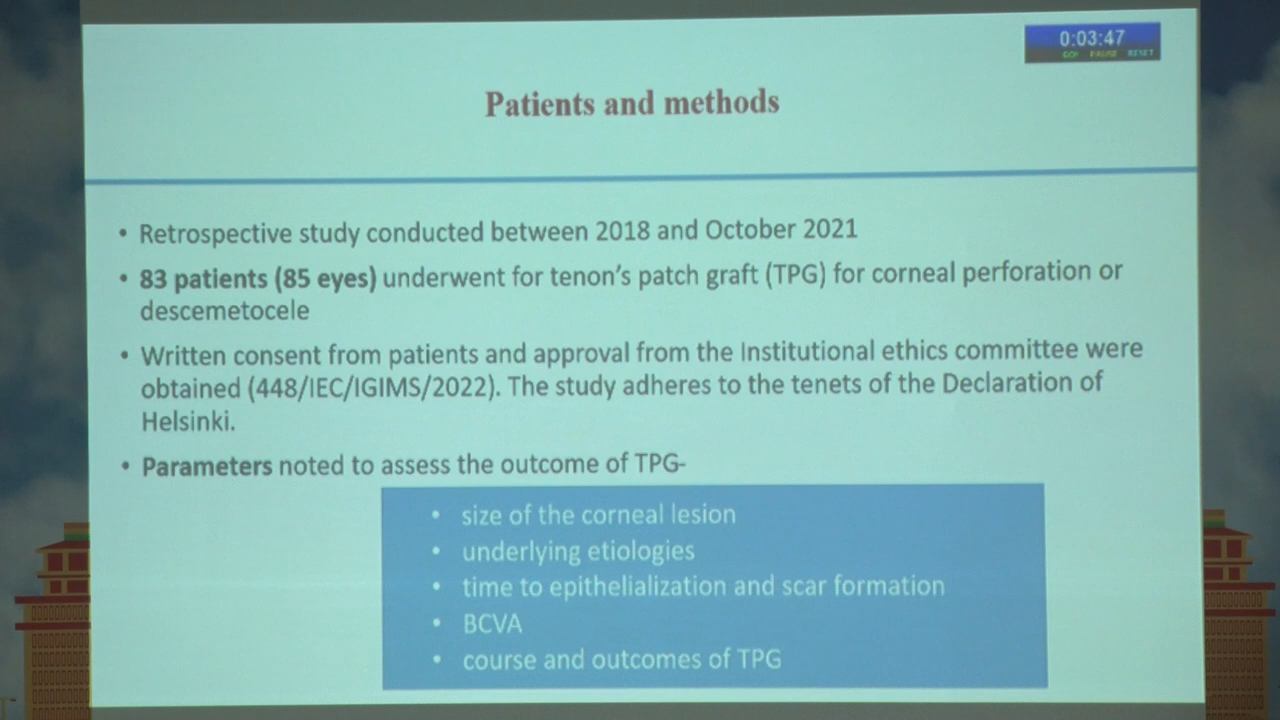 0:03:47
GO! PAUSE RESET
Patients and methods
• Retrospective study conducted between 2018 and October 2021
• 83 patients (85 eyes) underwent for tenon's patch graft (TPG) for corneal perforation or
descemetocele
• Written consent from patients and approval from the Institutional ethics committee were
obtained (448/IEC/IGIMS/2022). The study adheres to the tenets of the Declaration of
Helsinki.
• Parameters noted to assess the outcome of TPG-
• size of the corneal lesion
• underlying etiologies
• time to epithelialization and scar formation
• BCVA
• course and outcomes of TPG